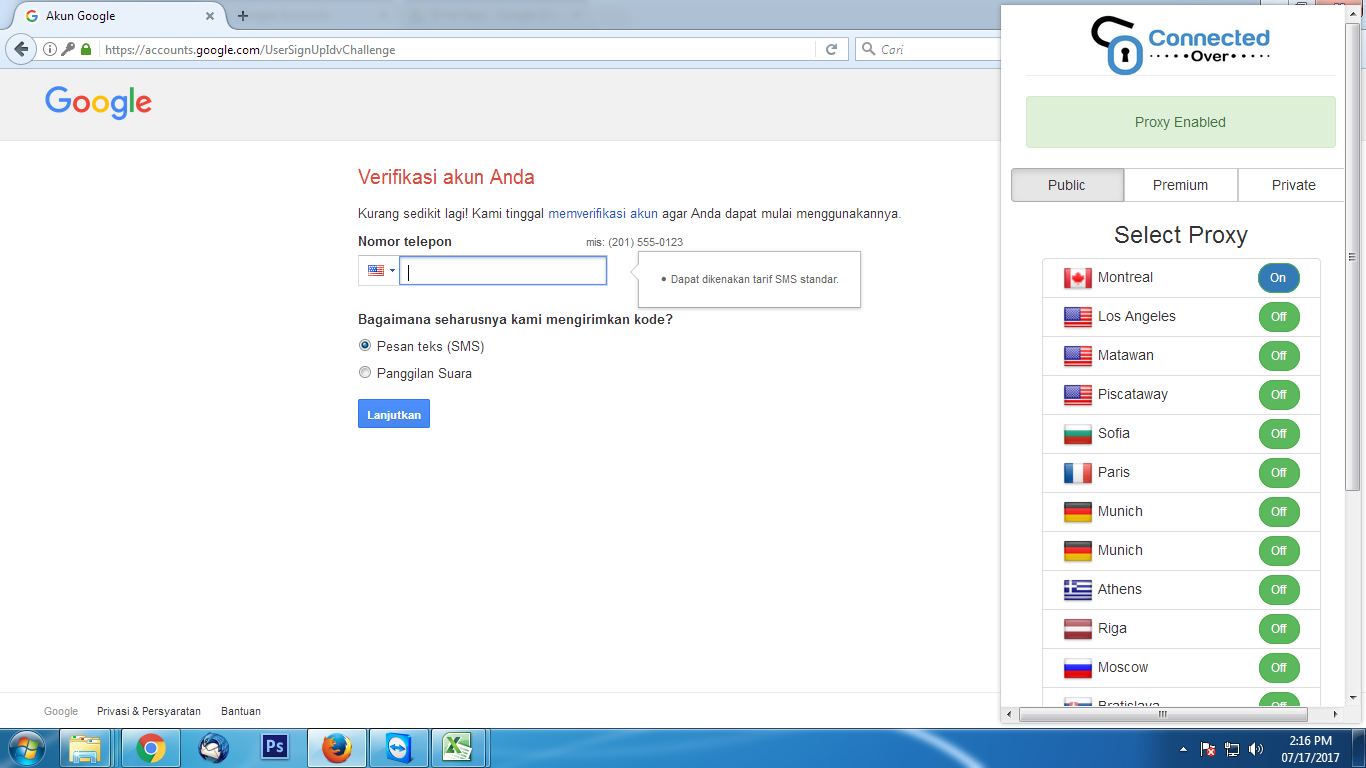 Akun Google
https://accounts.google.com/UserSignUpIdvChallenge
Cari
Google
Verifikasi akun Anda
Kurang sedikit lagi! Kami tinggal memverifikasi akun agar Anda dapat mulai menggunakannya.
Nomor telepon
mis: (201) 555-0123
Dapat dikenakan tarif SMS standar.
Bagaimana seharusnya kami mengirimkan kode?
Pesan teks (SMS)
Panggilan Suara
Lanjutkan
Google Privasi & Persyaratan Bantuan
Connected
Over
Proxy Enabled
Public Premium Private
Select Proxy
Montreal On
Los Angeles Off
Matawan Off
Piscataway Off
Sofia Off
Paris Off
Munich Off
Munich Off
Athens Off
Riga Off
Moscow Off
Bratislava Off
Ps
2:16 PM
07/17/2017